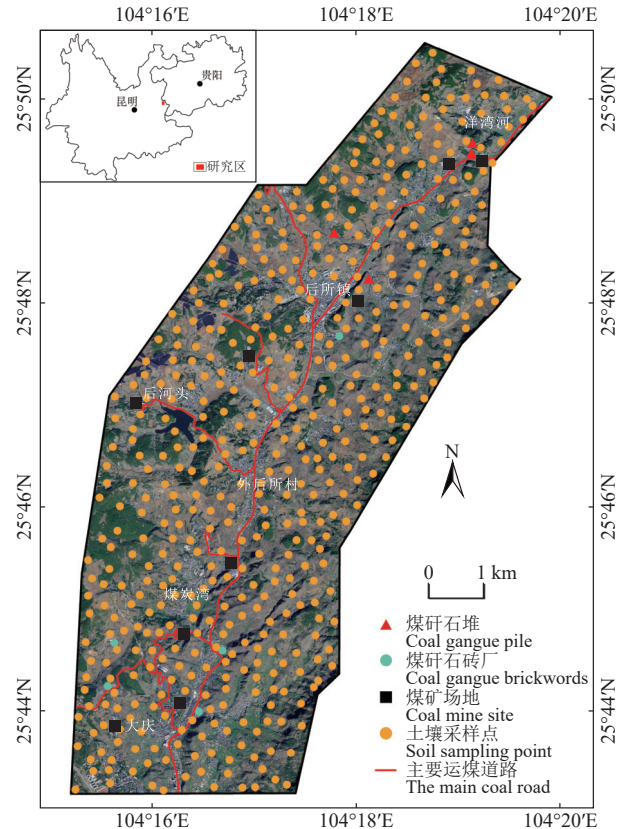 104°16′E
104°18′E
104°20′E
25°50′N
25°48′N
25°46′N
25°44′N
贵阳
昆明
研究区
洋湾河
后所镇
后河头
外后所村
煤炭湾
大庆
N
0 1 km
煤矸石堆
Coal gangue pile
煤矸石砖厂
Coal gangue brickwords
煤矿场地
Coal mine site
土壤采样点
Soil sampling point
主要运煤道路
The main coal road
25°50′N
25°48′N
25°46′N
25°44′N
104°16′E
104°18′E
104°20′E